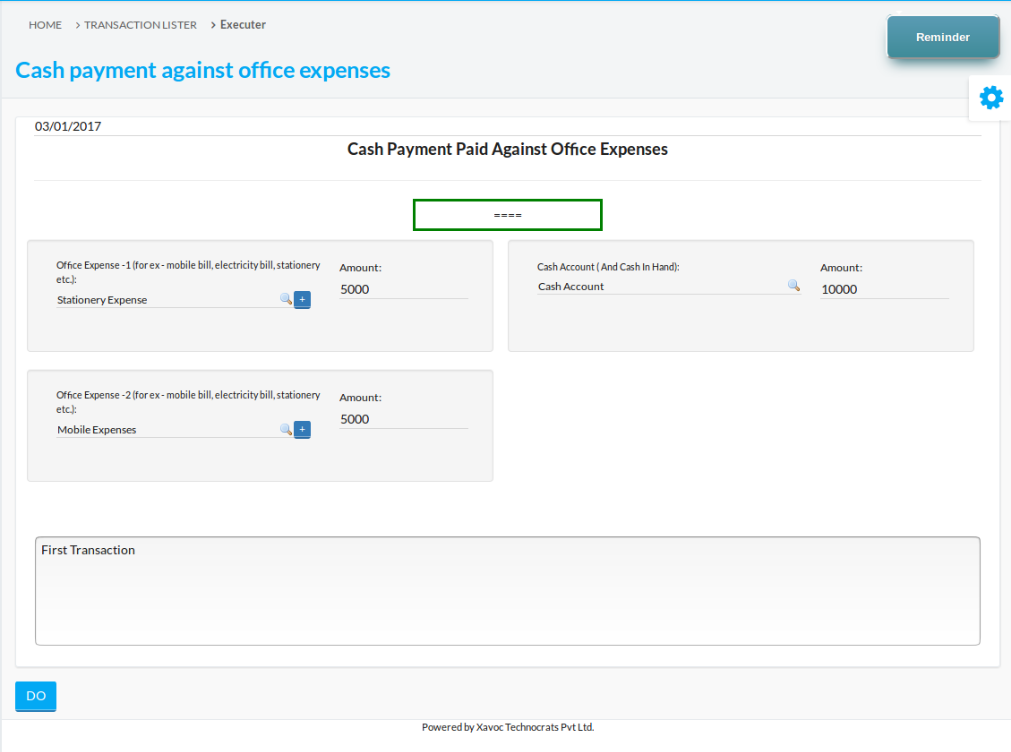 HOME > TRANSACTION LISTER > Executer
Reminder
Cash payment against office expenses
03/01/2017
Cash Payment Paid Against Office Expenses
====
Office Expense -1 (for ex - mobile bill, electricity bill, stationery
etc.):
Stationery Expense
+
Amount:
5000
Cash Account ( And Cash In Hand):
Cash Account
Amount:
10000
Office Expense -2 (for ex - mobile bill, electricity bill, stationery
etc.):
Mobile Expenses
+
Amount:
5000
First Transaction
DO
Powered by Xavoc Technocrats Pvt Ltd.